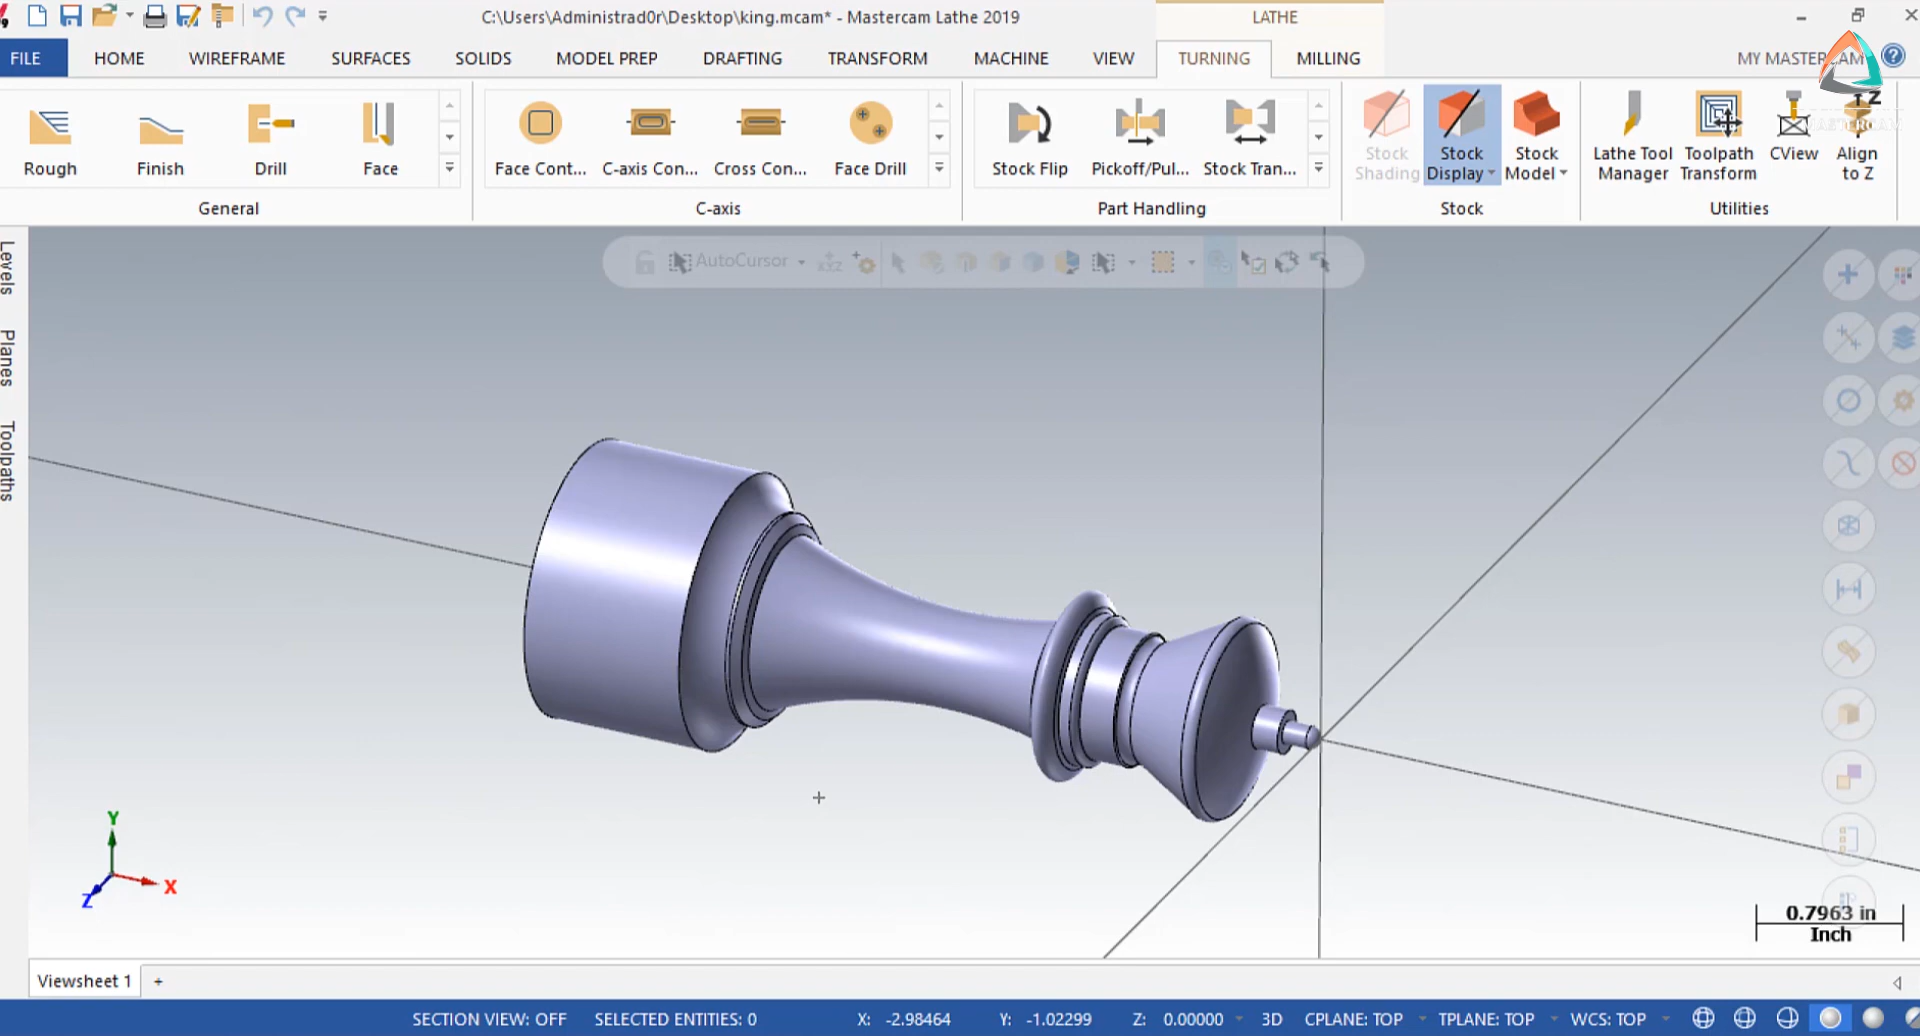 C:\Users\Administrad0r\Desktop\king.mcam* - Mastercam Lathe 2019
LATHE
FILE HOME WIREFRAME SURFACES SOLIDS MODEL PREP DRAFTING TRANSFORM MACHINE VIEW TURNING MILLING MY MASTERCAM ?
Rough Finish Drill Face
General
Face Cont... C-axis Con... Cross Con... Face Drill
C-axis
Stock Flip Pickoff/Pul... Stock Tran...
Part Handling
Stock Shading
Stock Display
Stock Model
Stock
Lathe Tool Manager
Toolpath Transform
CView
Z
Align to Z
Utilities
Levels
Planes
Toolpaths
AutoCursor
Y
X
Z
0.7963 in
Inch
Viewsheet 1 +
SECTION VIEW: OFF SELECTED ENTITIES: 0 X: -2.98464 Y: -1.02299 Z: 0.00000 3D CPLANE: TOP TPLANE: TOP WCS: TOP